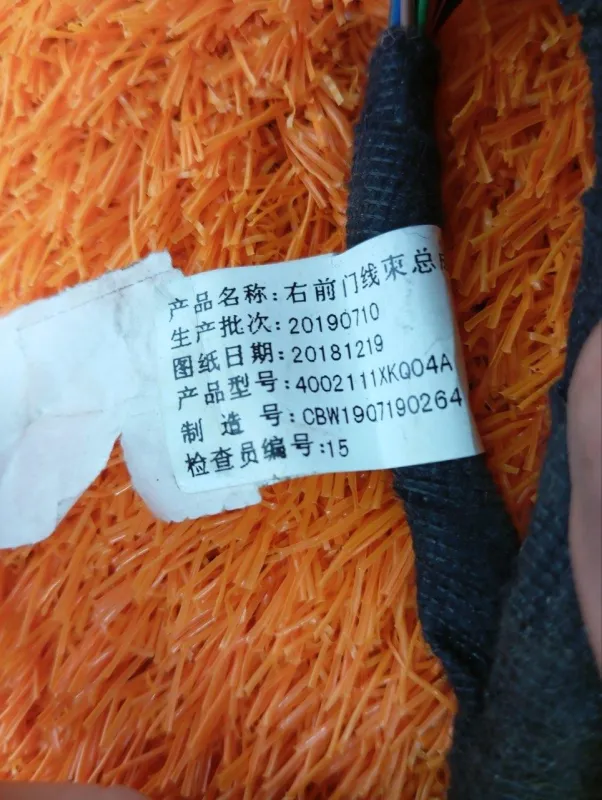 产品名称:右前门线束总
生产批次:20190710
图纸日期:20181219
产品型号:4002111XKQ04A
制造号:CBW1907190264
检查员编号:15